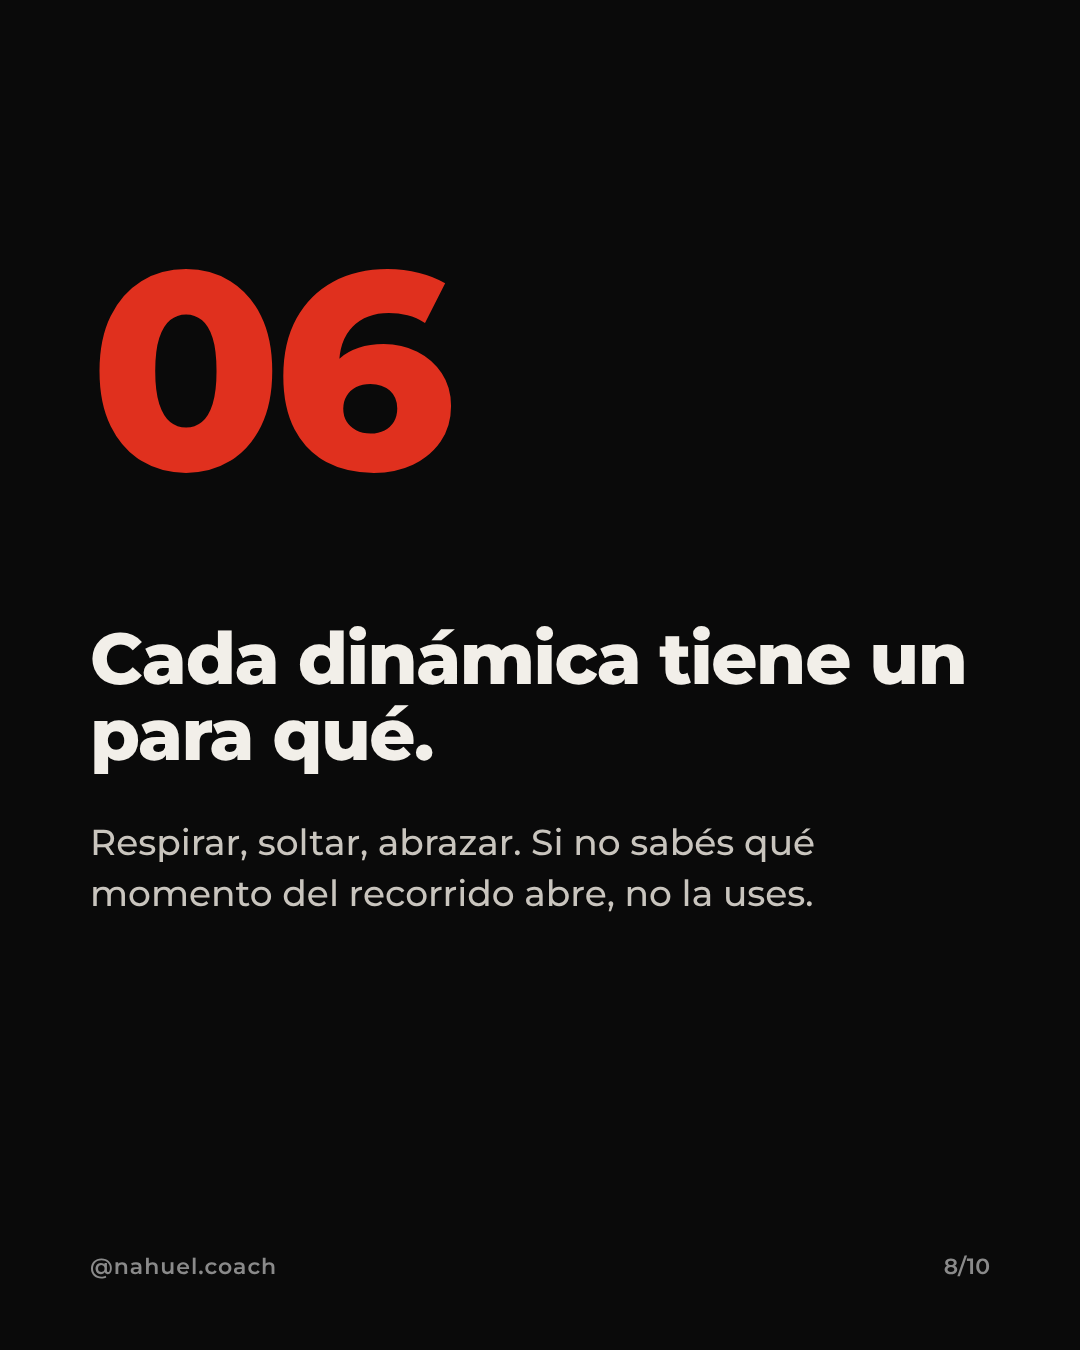 06
Cada dinámica tiene un
para qué.
Respirar, soltar, abrazar. Si no sabés qué
momento del recorrido abre, no la uses.
@nahuel.coach
8/10